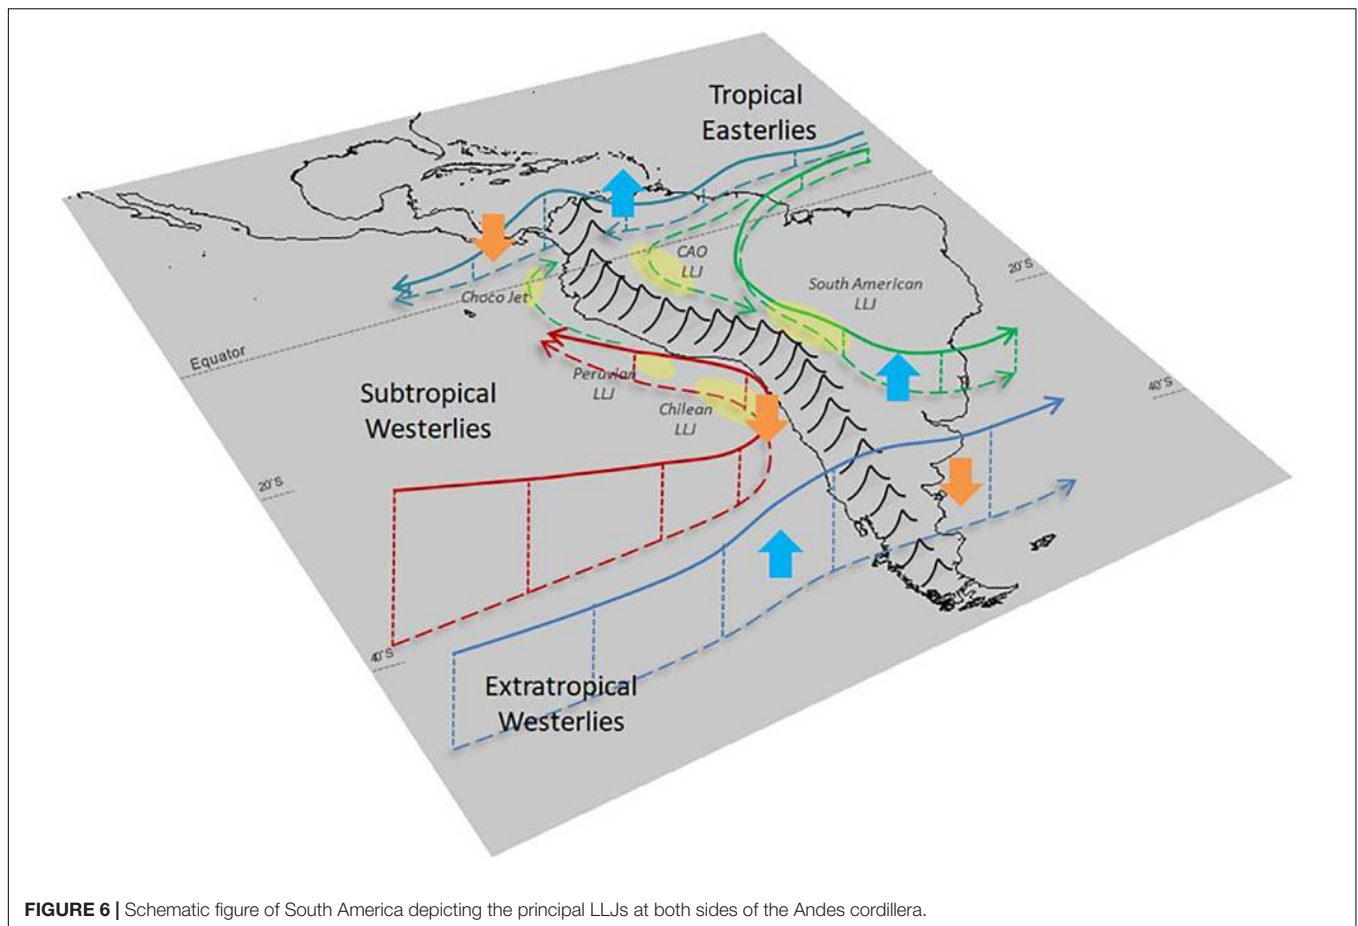 Tropical
Easterlies
CAO
LLJ
South American
LLJ
20°S
Choco Jet
Equator
Peruvian
LLJ
Subtropical
Westerlies
Chilean
LLJ
40°S
20°S
40°S
Extratropical
Westerlies
FIGURE 6 | Schematic figure of South America depicting the principal LLJs at both sides of the Andes cordillera.